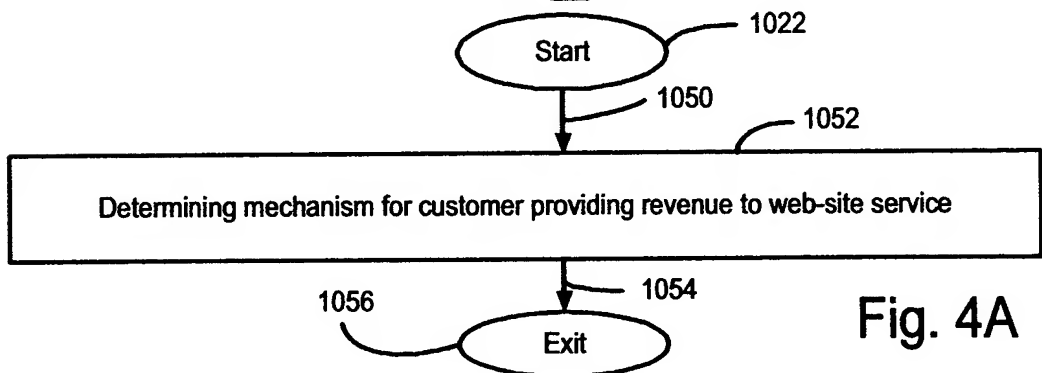 1022
Start
1050
1052
Determining mechanism for customer providing revenue to web-site service
1054
1056
Exit
Fig. 4A